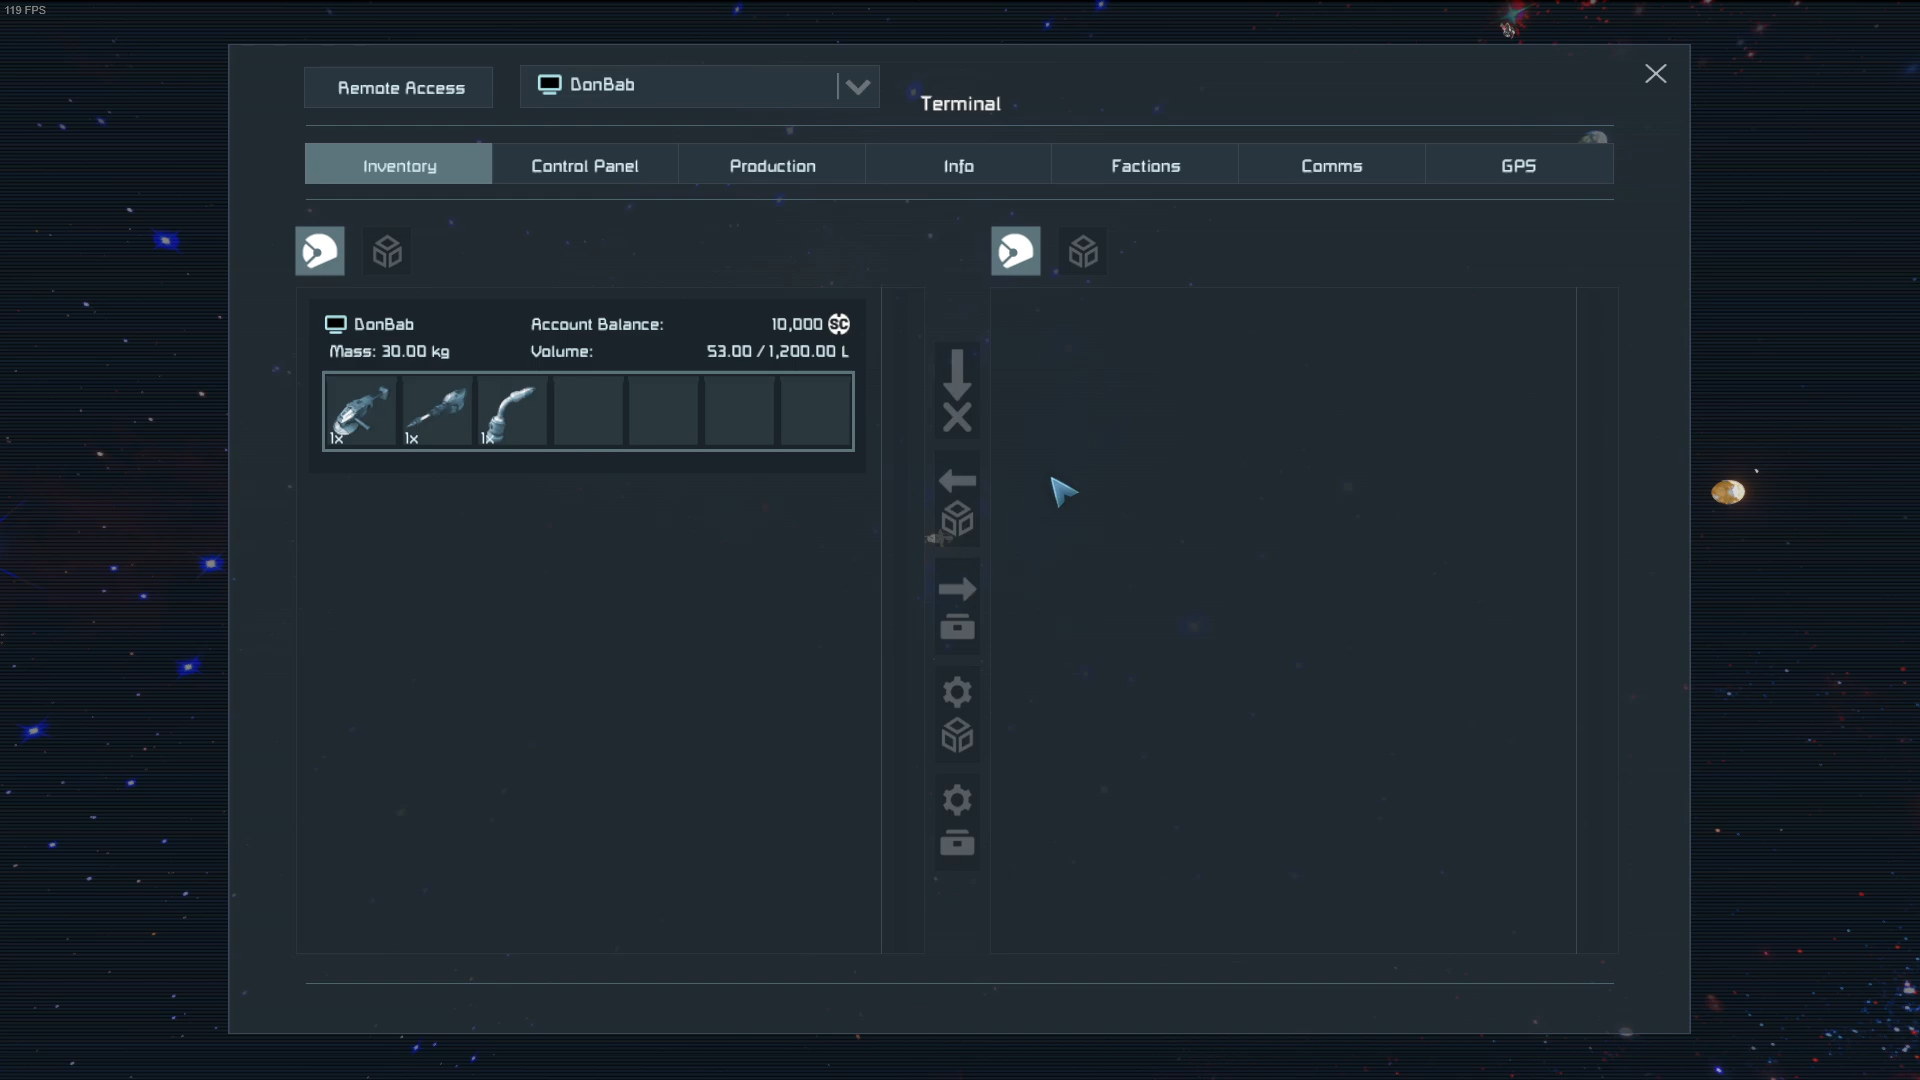 119 FPS
Remote Access
DonBab
Terminal
Inventory
Control Panel
Production
Info
Factions
Comms
GPS
DonBab
Account Balance:
10,000 SC
Mass: 30.00 kg
Volume:
53.00 / 1,200.00 L
1x
1x
1x